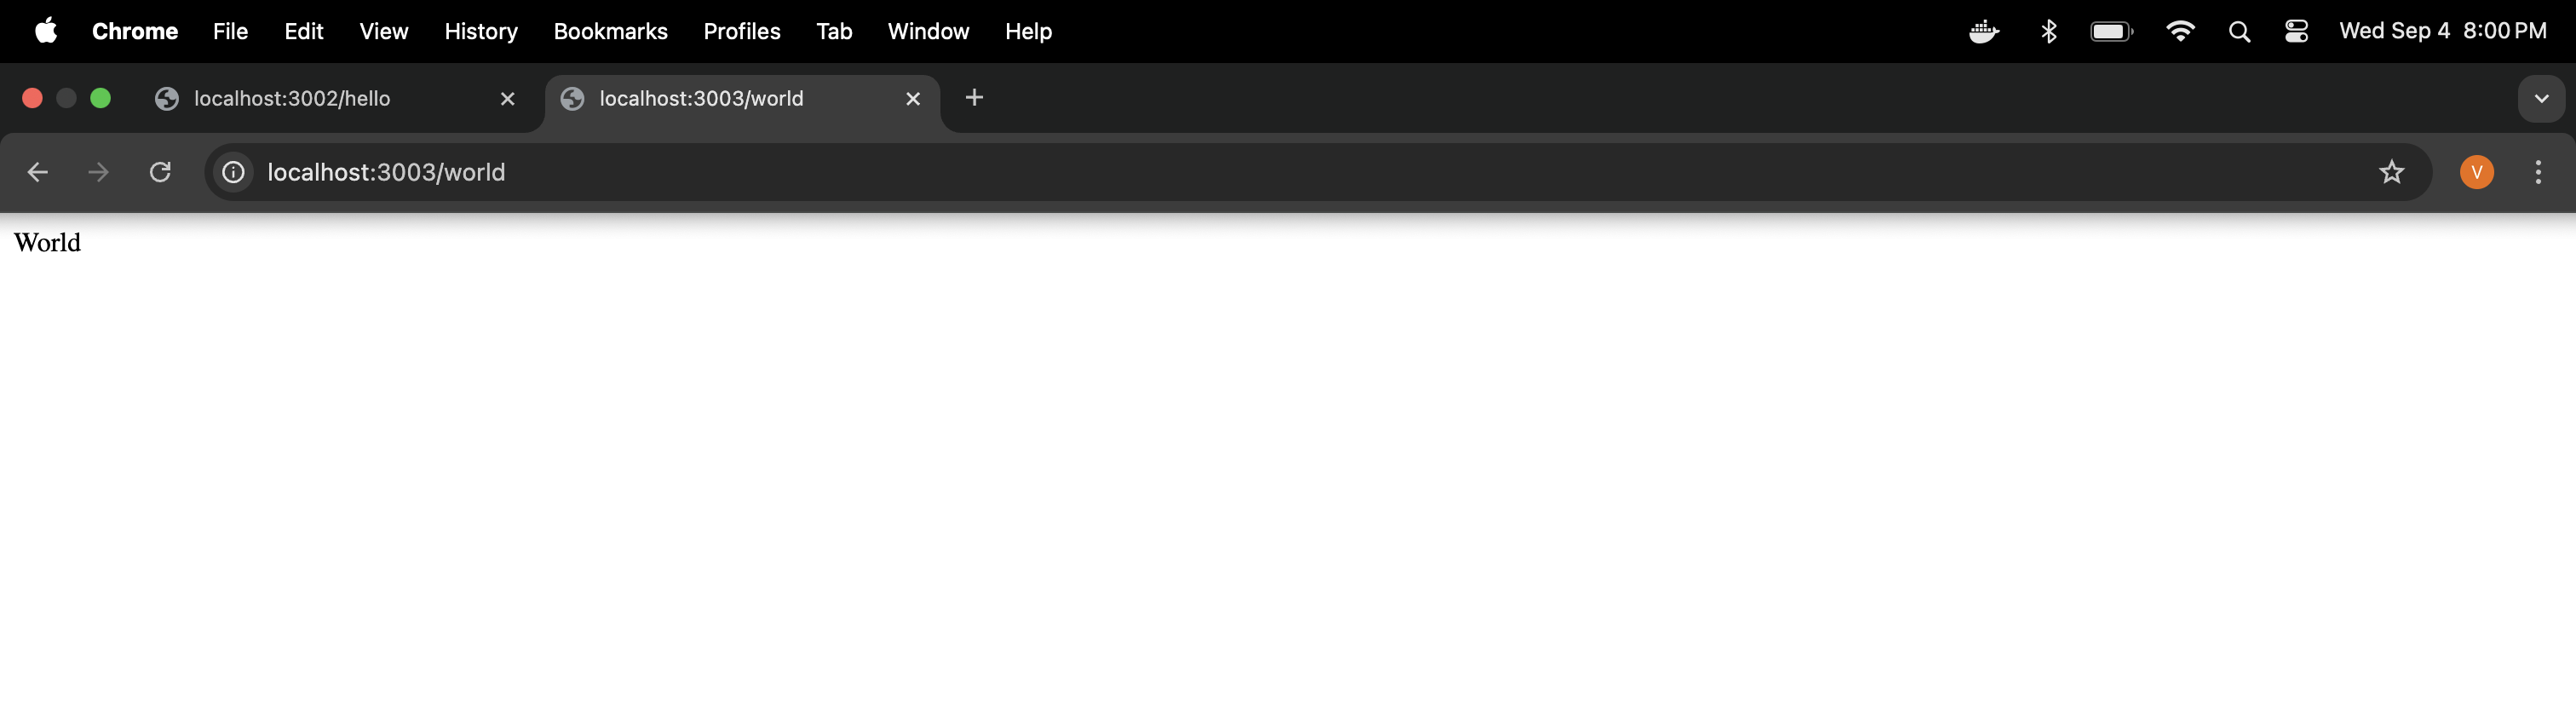 Chrome File Edit View History Bookmarks Profiles Tab Window Help Wed Sep 4 8:00 PM
localhost:3002/hello localhost:3003/world
localhost:3003/world V
World